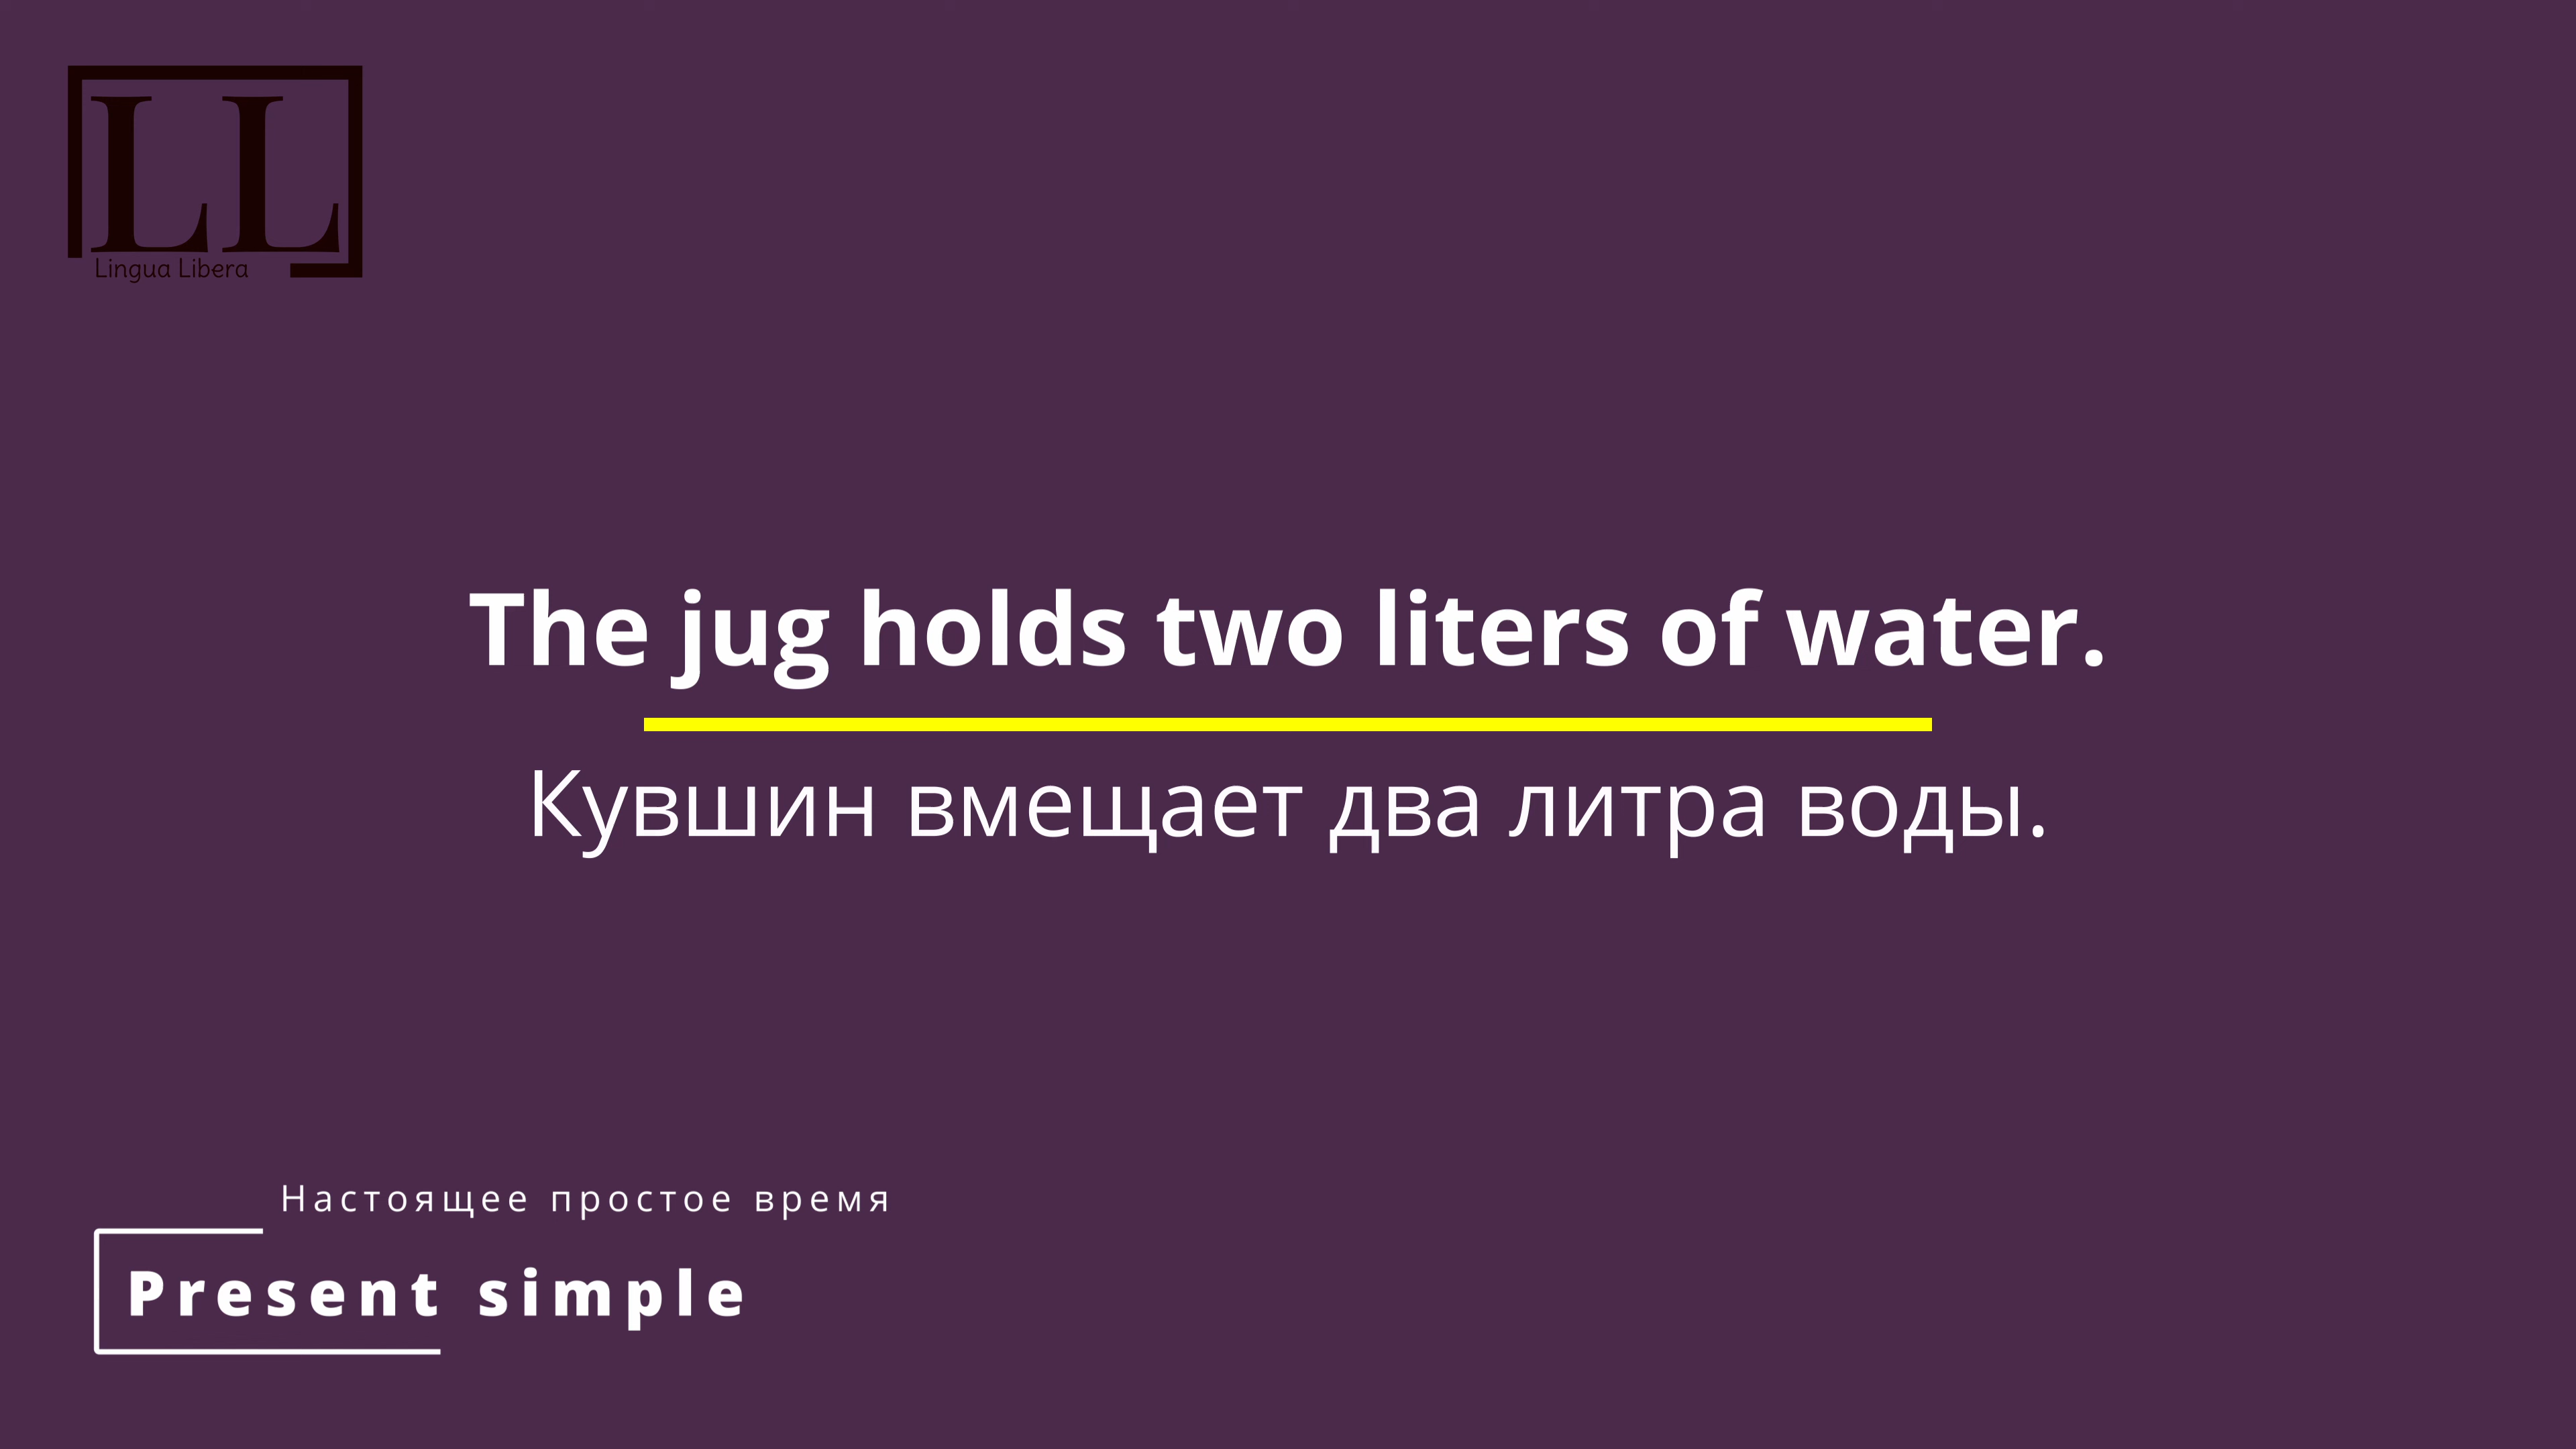 LL
Lingua Libera
The jug holds two liters of water.
Кувшин вмещает два литра воды.
Настоящее простое время
Present simple